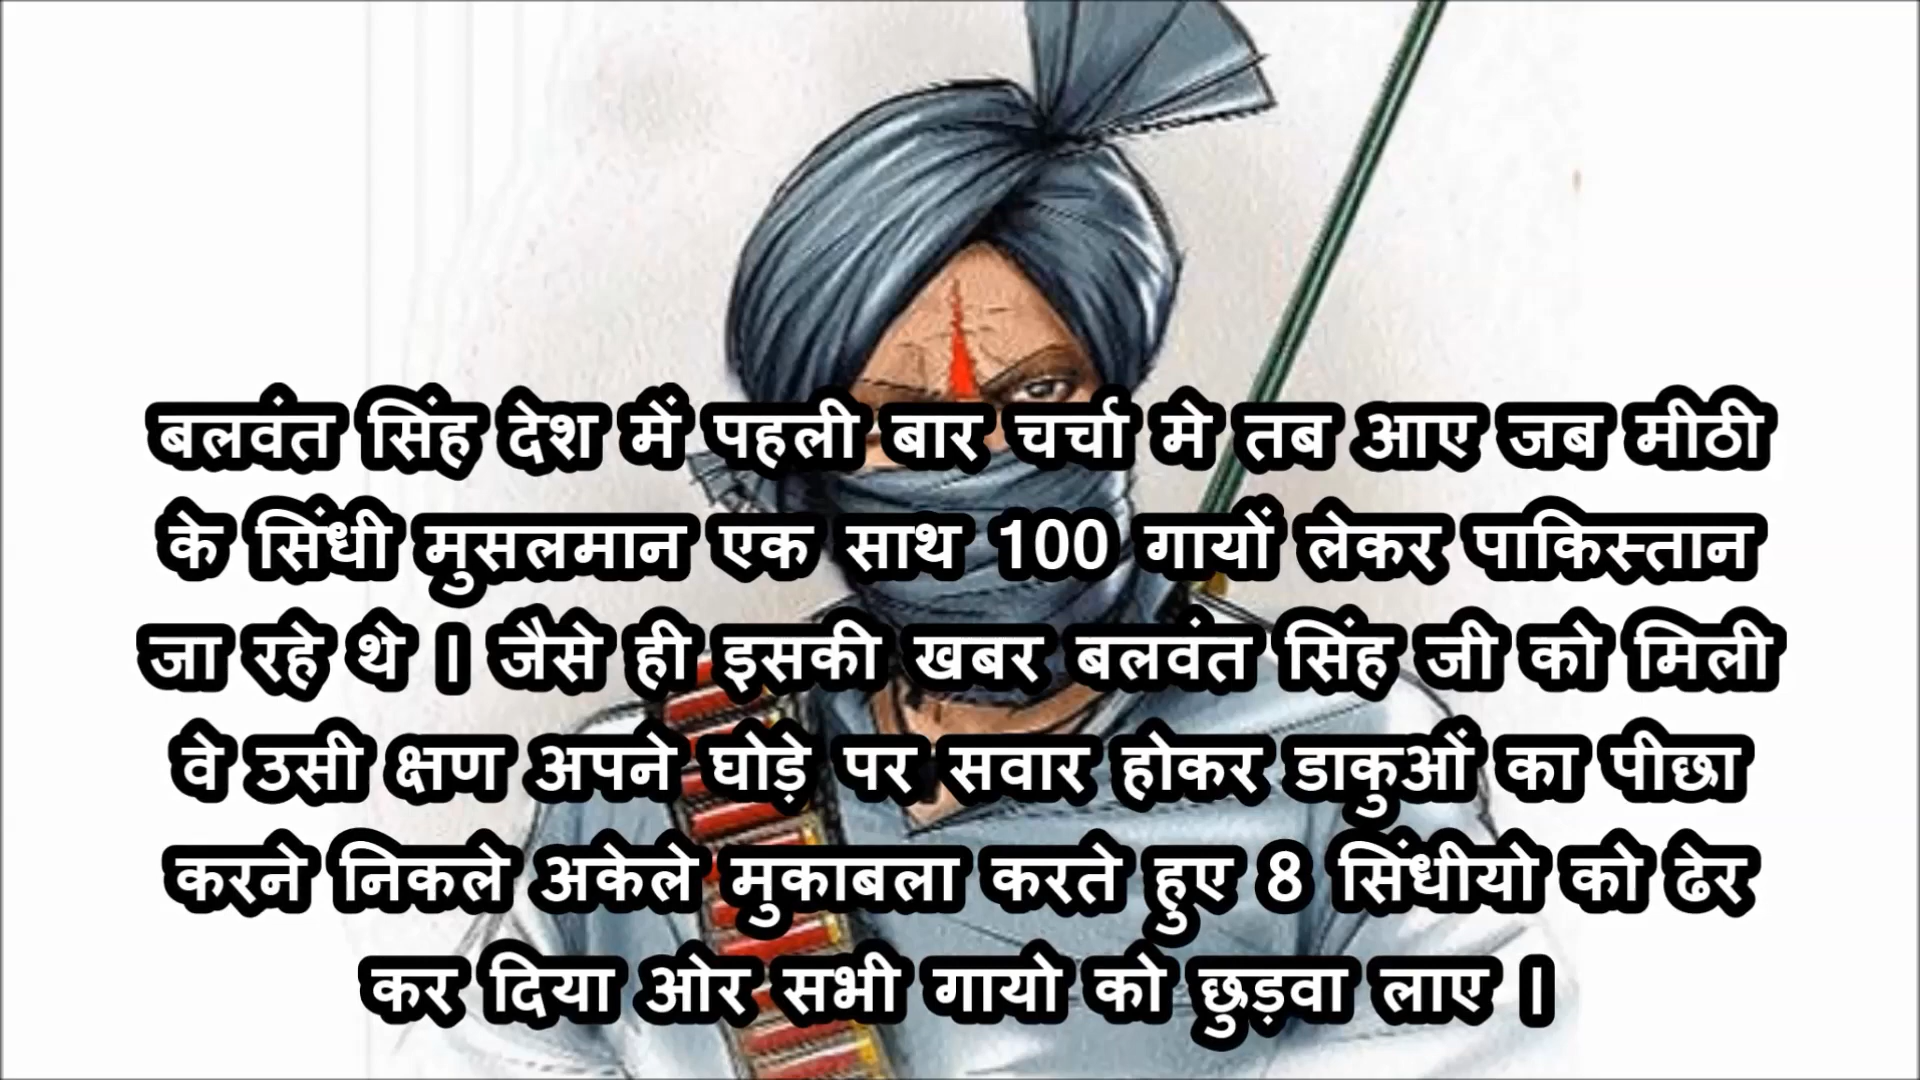 बलवंत सिंह देश में पहली बार चर्चा मे तब आए जब मीठी
के सिंधी मुसलमान एक साथ 100 गायों लेकर पाकिस्तान
जा रहे थे । जैसे ही इसकी खबर बलवंत सिंह जी को मिली
वे उसी क्षण अपने घोड़े पर सवार होकर डाकुओं का पीछा
करने निकले अकेले मुकाबला करते हुए 8 सिंधीयो को ढेर
कर दिया ओर सभी गायो को छुड़वा लाए ।